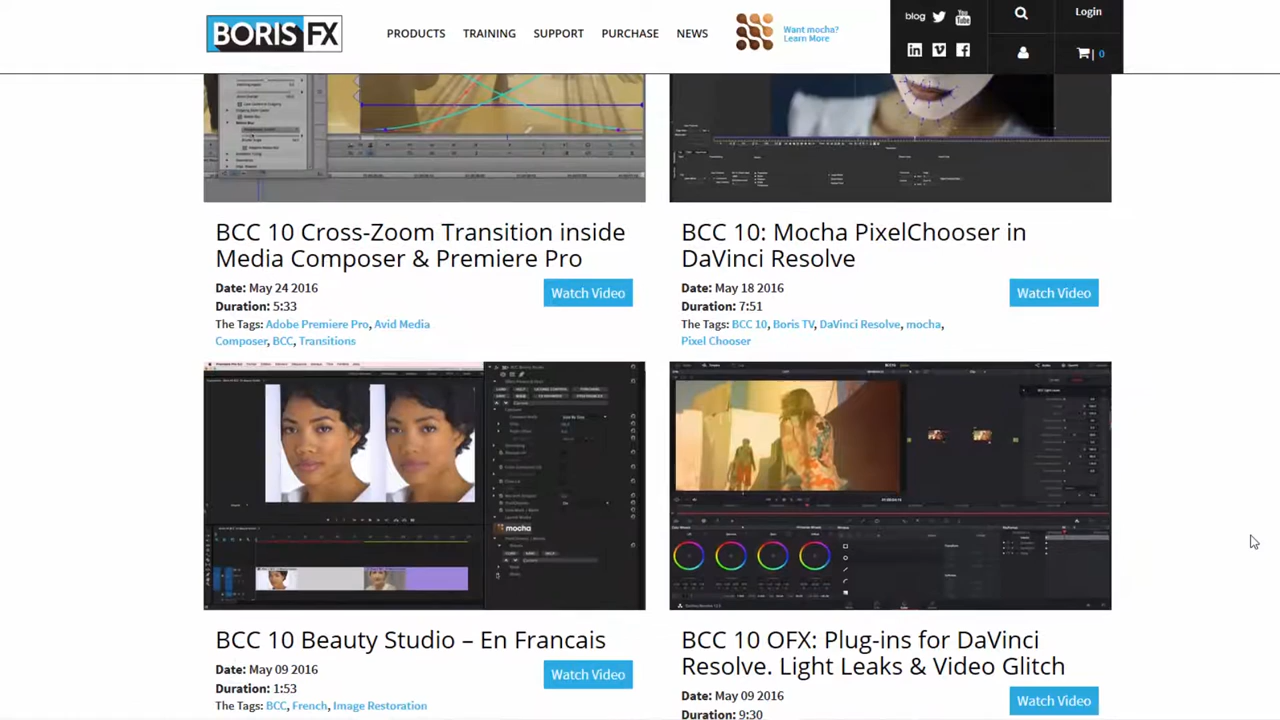 BORIS FX
PRODUCTS
TRAINING
SUPPORT
PURCHASE
NEWS
Want mocha?
Learn More
blog
You Tube
in
Login
0
BCC 10 Cross-Zoom Transition inside
Media Composer & Premiere Pro
Date: May 24 2016
Duration: 5:33
The Tags: Adobe Premiere Pro, Avid Media
Composer, BCC, Transitions
Watch Video
BCC 10: Mocha PixelChooser in
DaVinci Resolve
Date: May 18 2016
Duration: 7:51
The Tags: BCC 10, Boris TV, DaVinci Resolve, mocha,
Pixel Chooser
Watch Video
mocha
BCC 10 Beauty Studio – En Francais
Date: May 09 2016
Duration: 1:53
The Tags: BCC, French, Image Restoration
Watch Video
BCC 10 OFX: Plug-ins for DaVinci
Resolve. Light Leaks & Video Glitch
Date: May 09 2016
Duration: 9:30
Watch Video